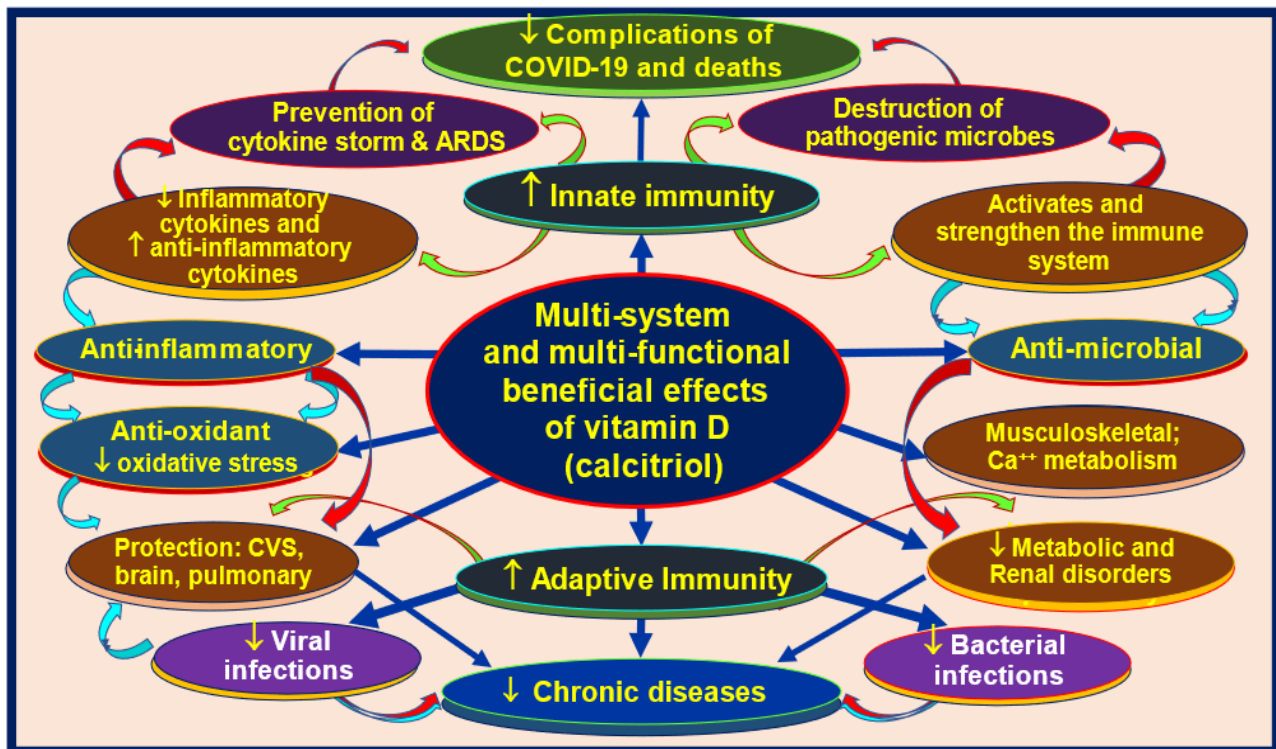 ↓ Complications of
COVID-19 and deaths
Prevention of
cytokine storm & ARDS
Destruction of
pathogenic microbes
↑ Innate immunity
↓ Inflammatory
cytokines and
↑ anti-inflammatory
cytokines
Activates and
strengthen the immune
system
Multi-system
and multi-functional
beneficial effects
of vitamin D
(calcitriol)
Anti-inflammatory
Anti-microbial
Anti-oxidant
↓ oxidative stress
Musculoskeletal;
Ca⁺⁺ metabolism
Protection: CVS,
brain, pulmonary
↑ Adaptive Immunity
↓ Metabolic and
Renal disorders
↓ Viral
infections
↓ Bacterial
infections
↓ Chronic diseases